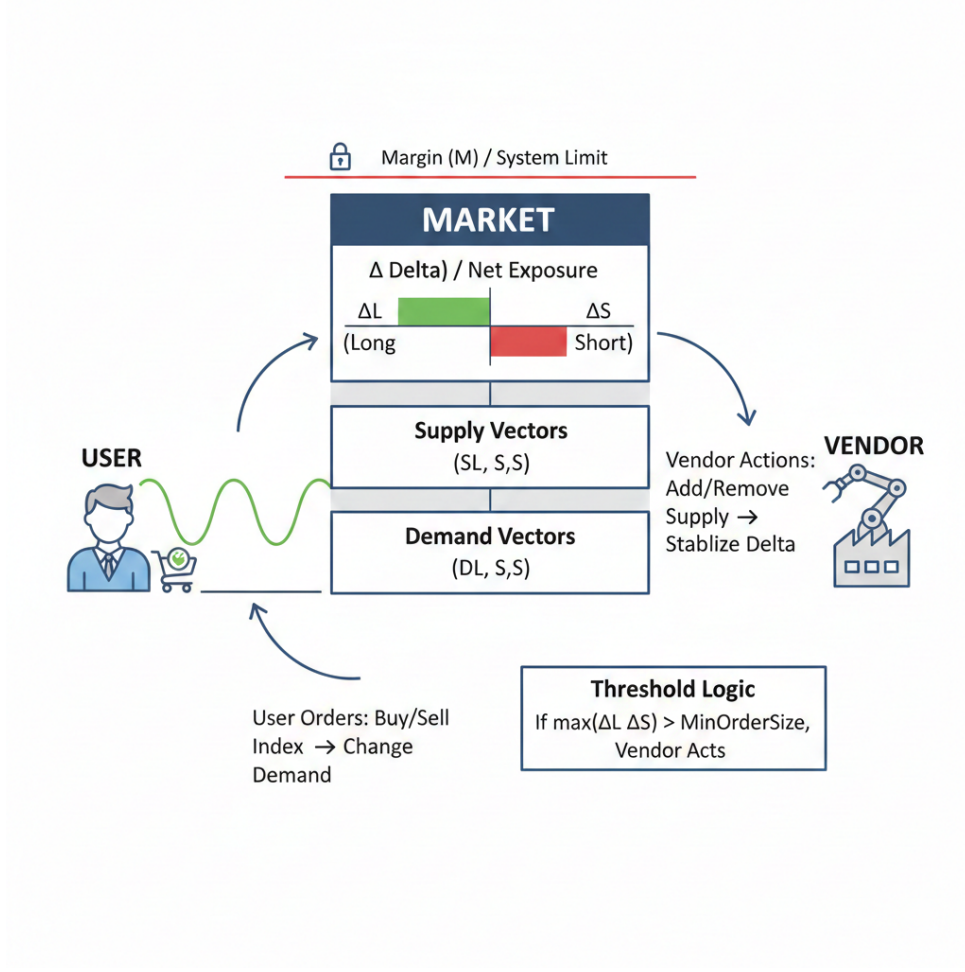 Margin (M) / System Limit
MARKET
Δ Delta) / Net Exposure
ΔL
ΔS
(Long
Short)
Supply Vectors
(SL, S,S)
Demand Vectors
(DL, S,S)
USER
VENDOR
Vendor Actions:
Add/Remove
Supply →
Stablize Delta
User Orders: Buy/Sell
Index → Change
Demand
Threshold Logic
If max(ΔL ΔS) > MinOrderSize,
Vendor Acts